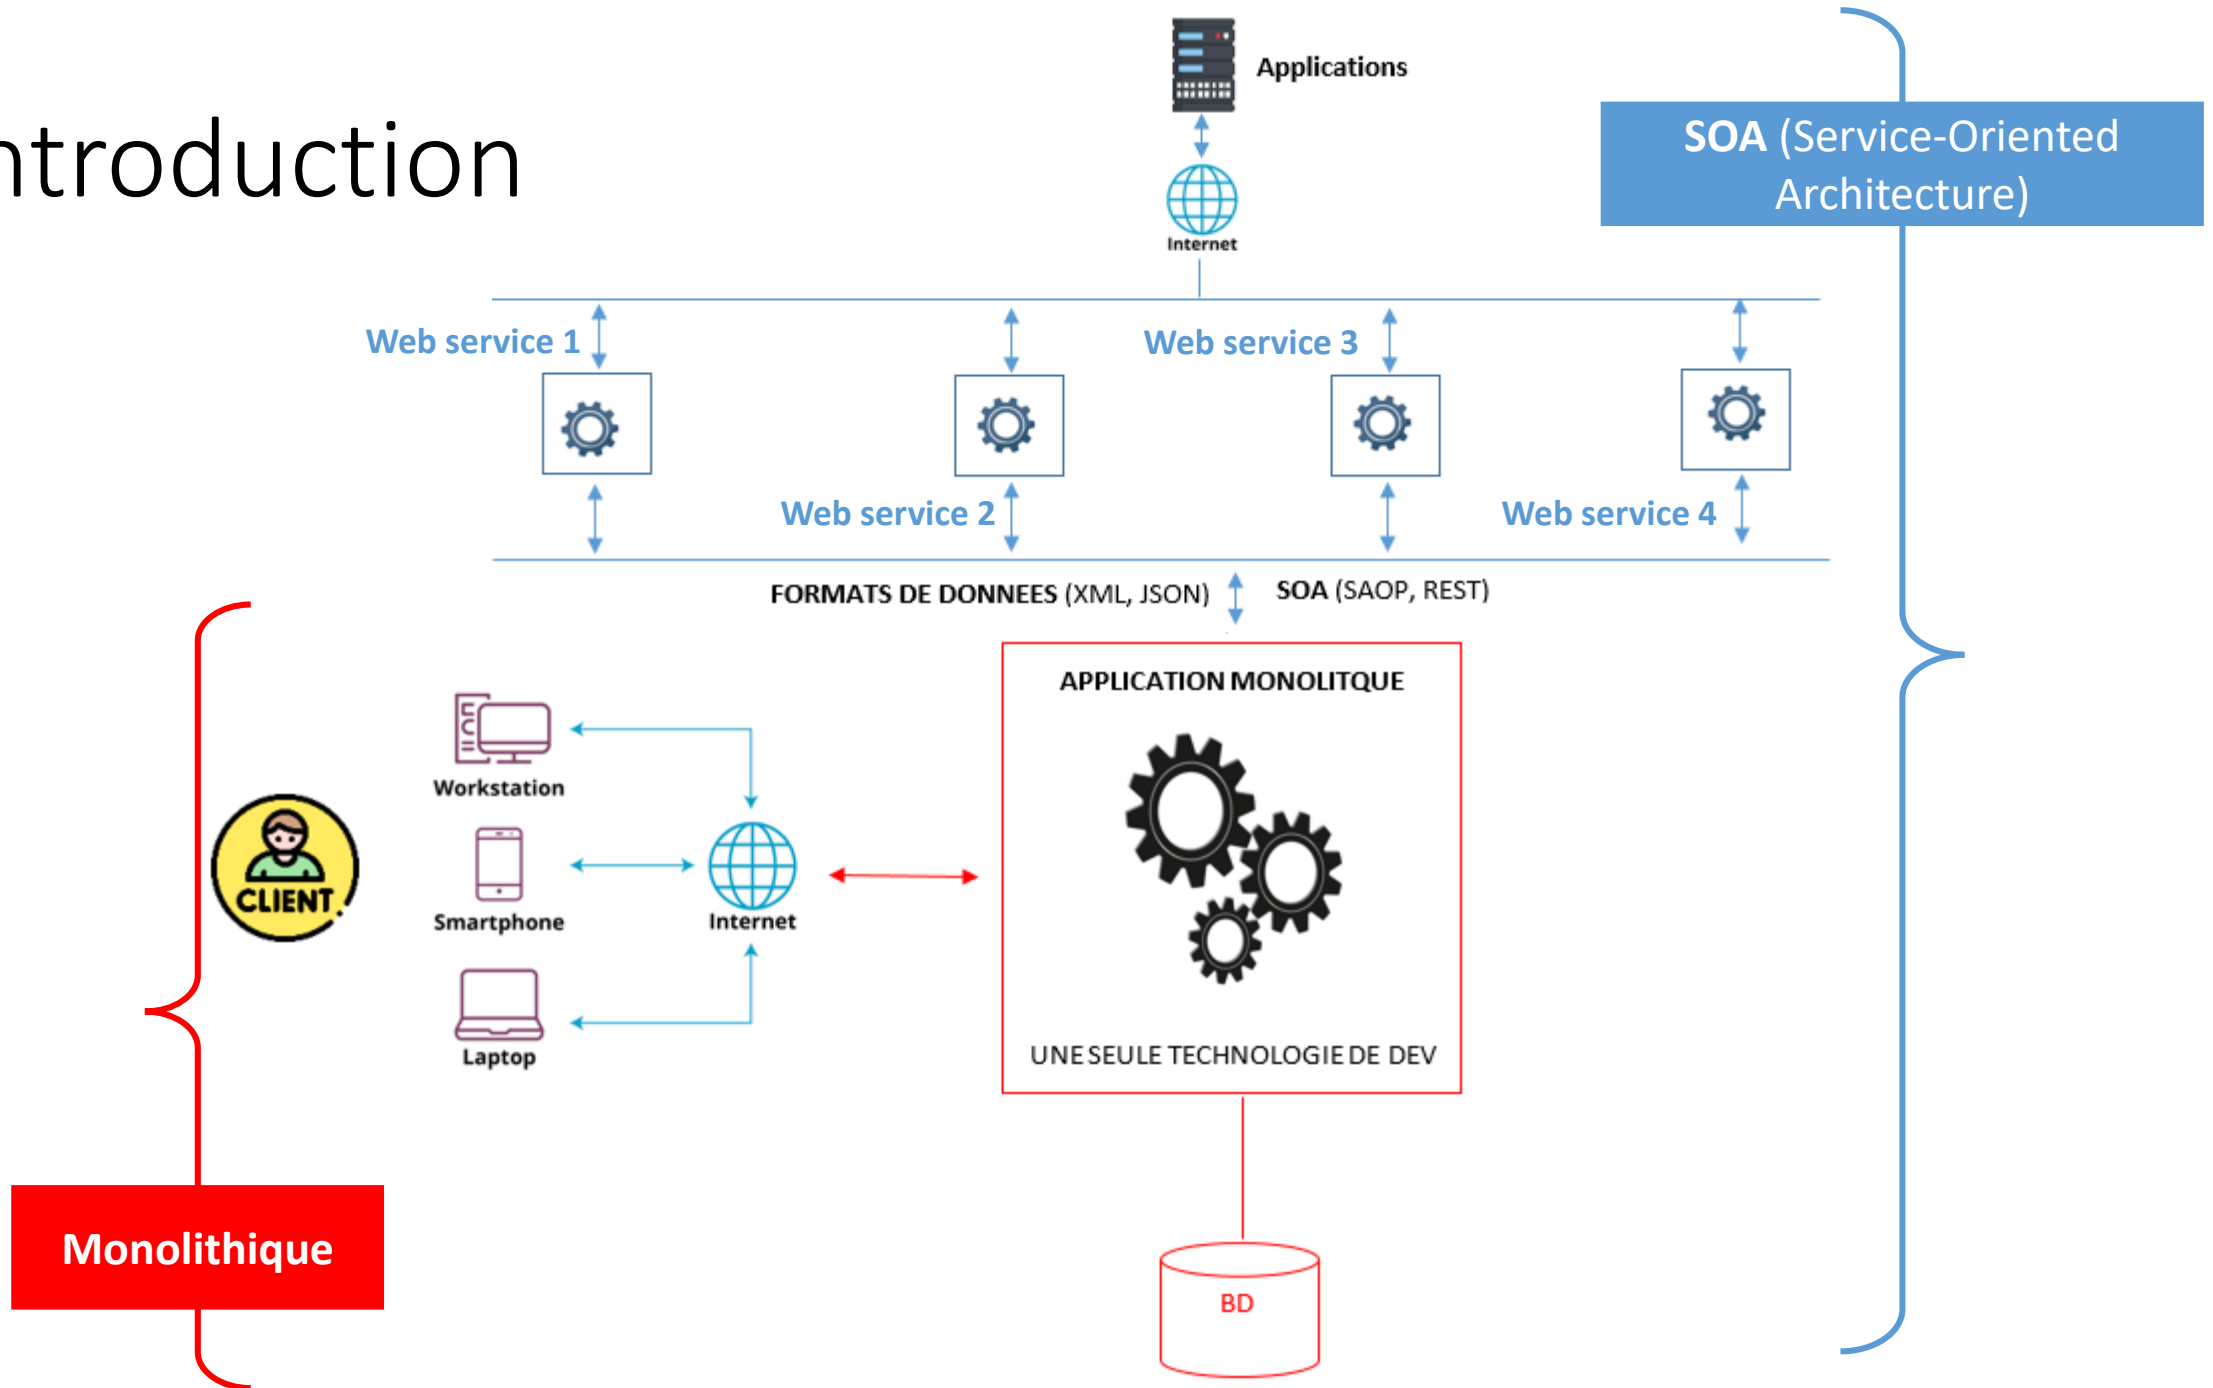 Applications
ntroduction
SOA (Service-Oriented
Architecture)
Internet
Web service 1
Web service 3
Web service 2
Web service 4
FORMATS DE DONNEES (XML, JSON)
SOA (SAOP, REST)
APPLICATION MONOLITQUE
Workstation
CLIENT
Smartphone
Internet
Laptop
UNE SEULE TECHNOLOGIE DE DEV
Monolithique
BD